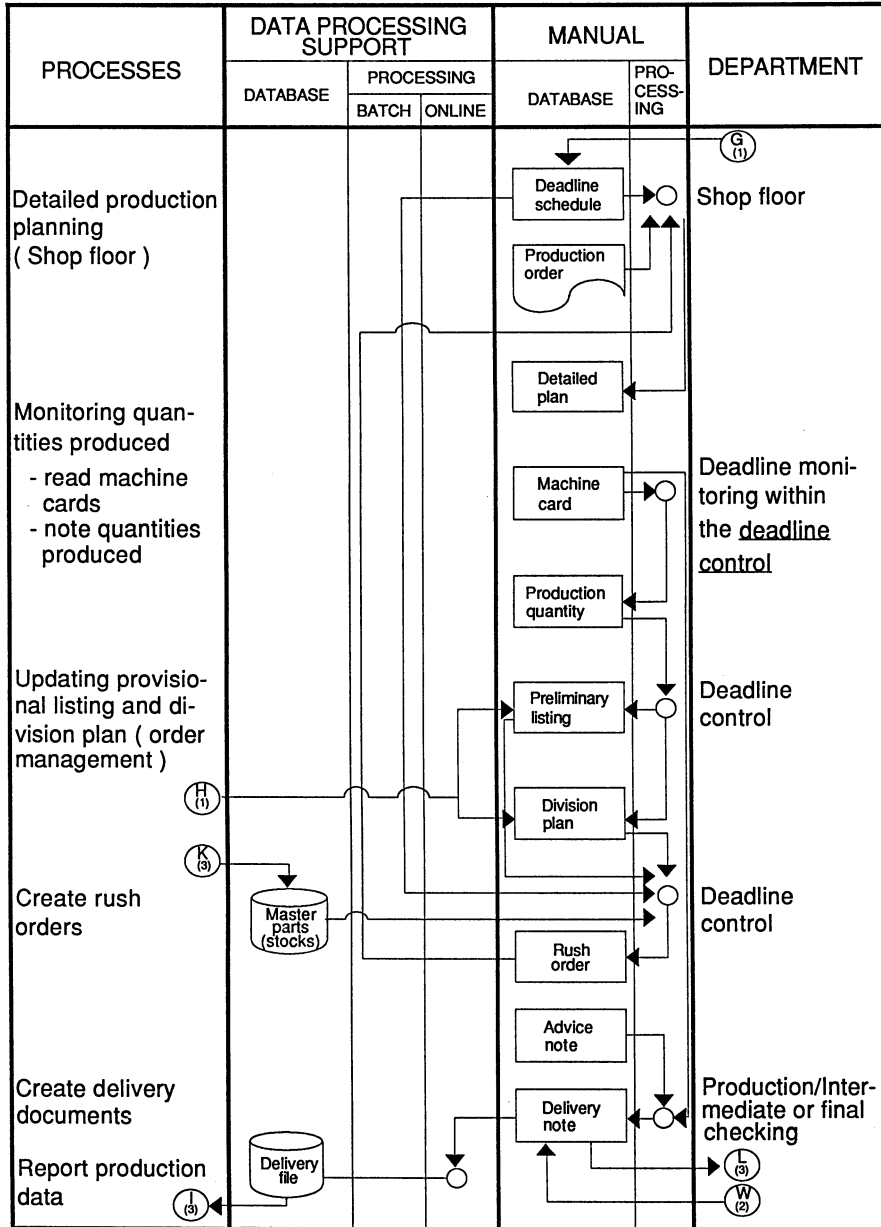 PROCESSES
DATA PROCESSING
SUPPORT
MANUAL
DEPARTMENT
DATABASE
PROCESSING
BATCH
ONLINE
DATABASE
PRO-
CESS-
ING
G
(1)
Detailed production
planning
( Shop floor )
Deadline
schedule
Shop floor
Production
order
Detailed
plan
Monitoring quan-
tities produced
- read machine
cards
- note quantities
produced
Machine
card
Deadline moni-
toring within
the deadline
control
Production
quantity
Updating provisio-
nal listing and di-
vision plan ( order
management )
Preliminary
listing
Deadline
control
H
(1)
Division
plan
K
(3)
Create rush
orders
Master
parts
(stocks)
Deadline
control
Rush
order
Advice
note
Create delivery
documents
Delivery
note
Production/Inter-
mediate or final
checking
Report production
data
Delivery
file
L
(3)
I
(3)
W
(2)